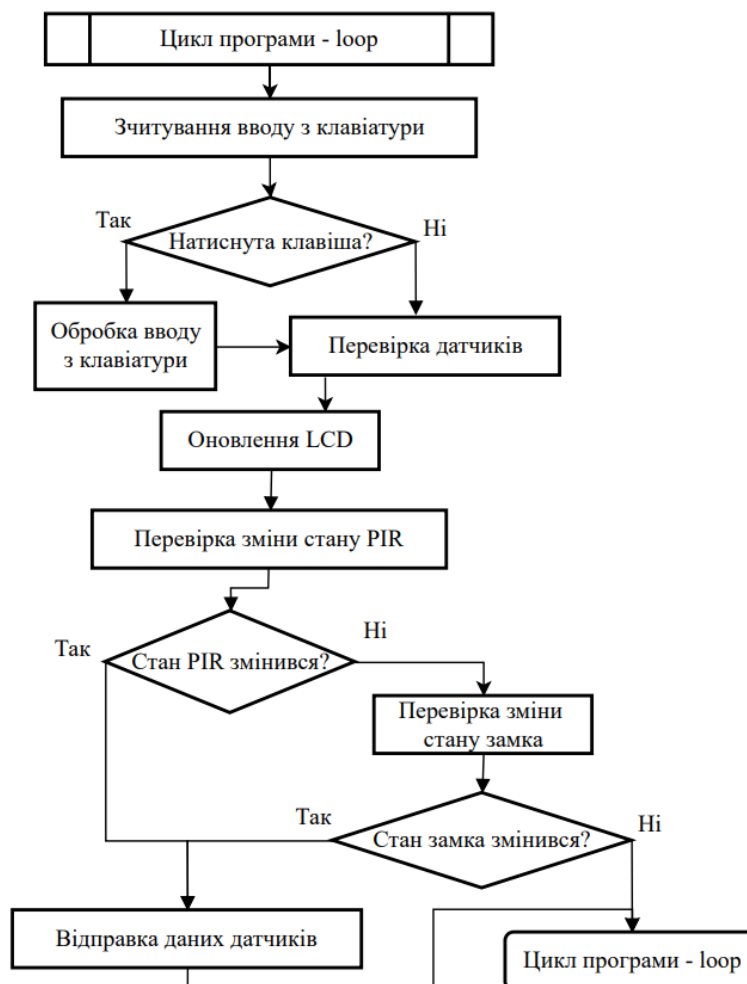 Цикл програми - loop
Зчитування вводу з клавіатури
Так
Ні
Натиснута клавіша?
Обробка вводу
з клавіатури
Перевірка датчиків
Оновлення LCD
Перевірка зміни стану PIR
Так
Ні
Стан PIR змінився?
Перевірка зміни
стану замка
Так
Ні
Стан замка змінився?
Відправка даних датчиків
Цикл програми - loop